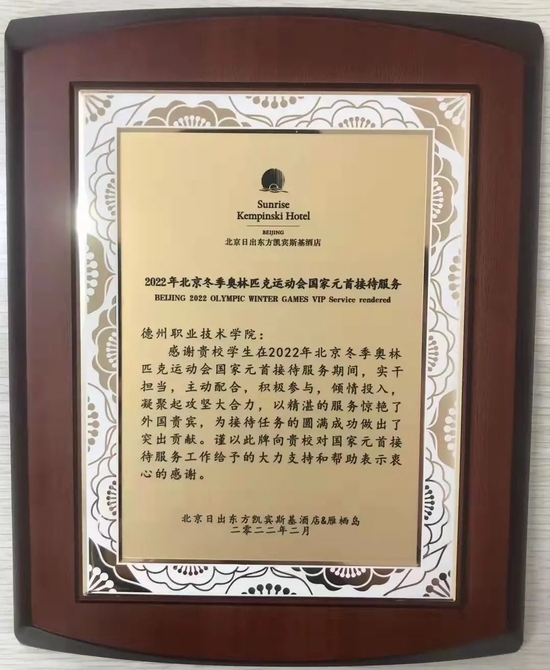 Sunrise
Kempinski Hotel
BEIJING
北京日出东方凯宾斯基酒店
2022年北京冬季奥林匹克运动会国家元首接待服务
BEIJING 2022 OLYMPIC WINTER GAMES VIP Service rendered
德州职业技术学院：
感谢贵校学生在2022年北京冬季奥林
匹克运动会国家元首接待服务期间，实干
担当，主动配合，积极参与，倾情投入，
凝聚起攻坚大合力，以精湛的服务惊艳了
外国贵宾，为接待任务的圆满成功做出了
突出贡献。谨以此牌向贵校对国家元首接
待服务工作给予的大力支持和帮助表示衷
心的感谢。
北京日出东方凯宾斯基酒店&雁栖岛
二零二二年二月